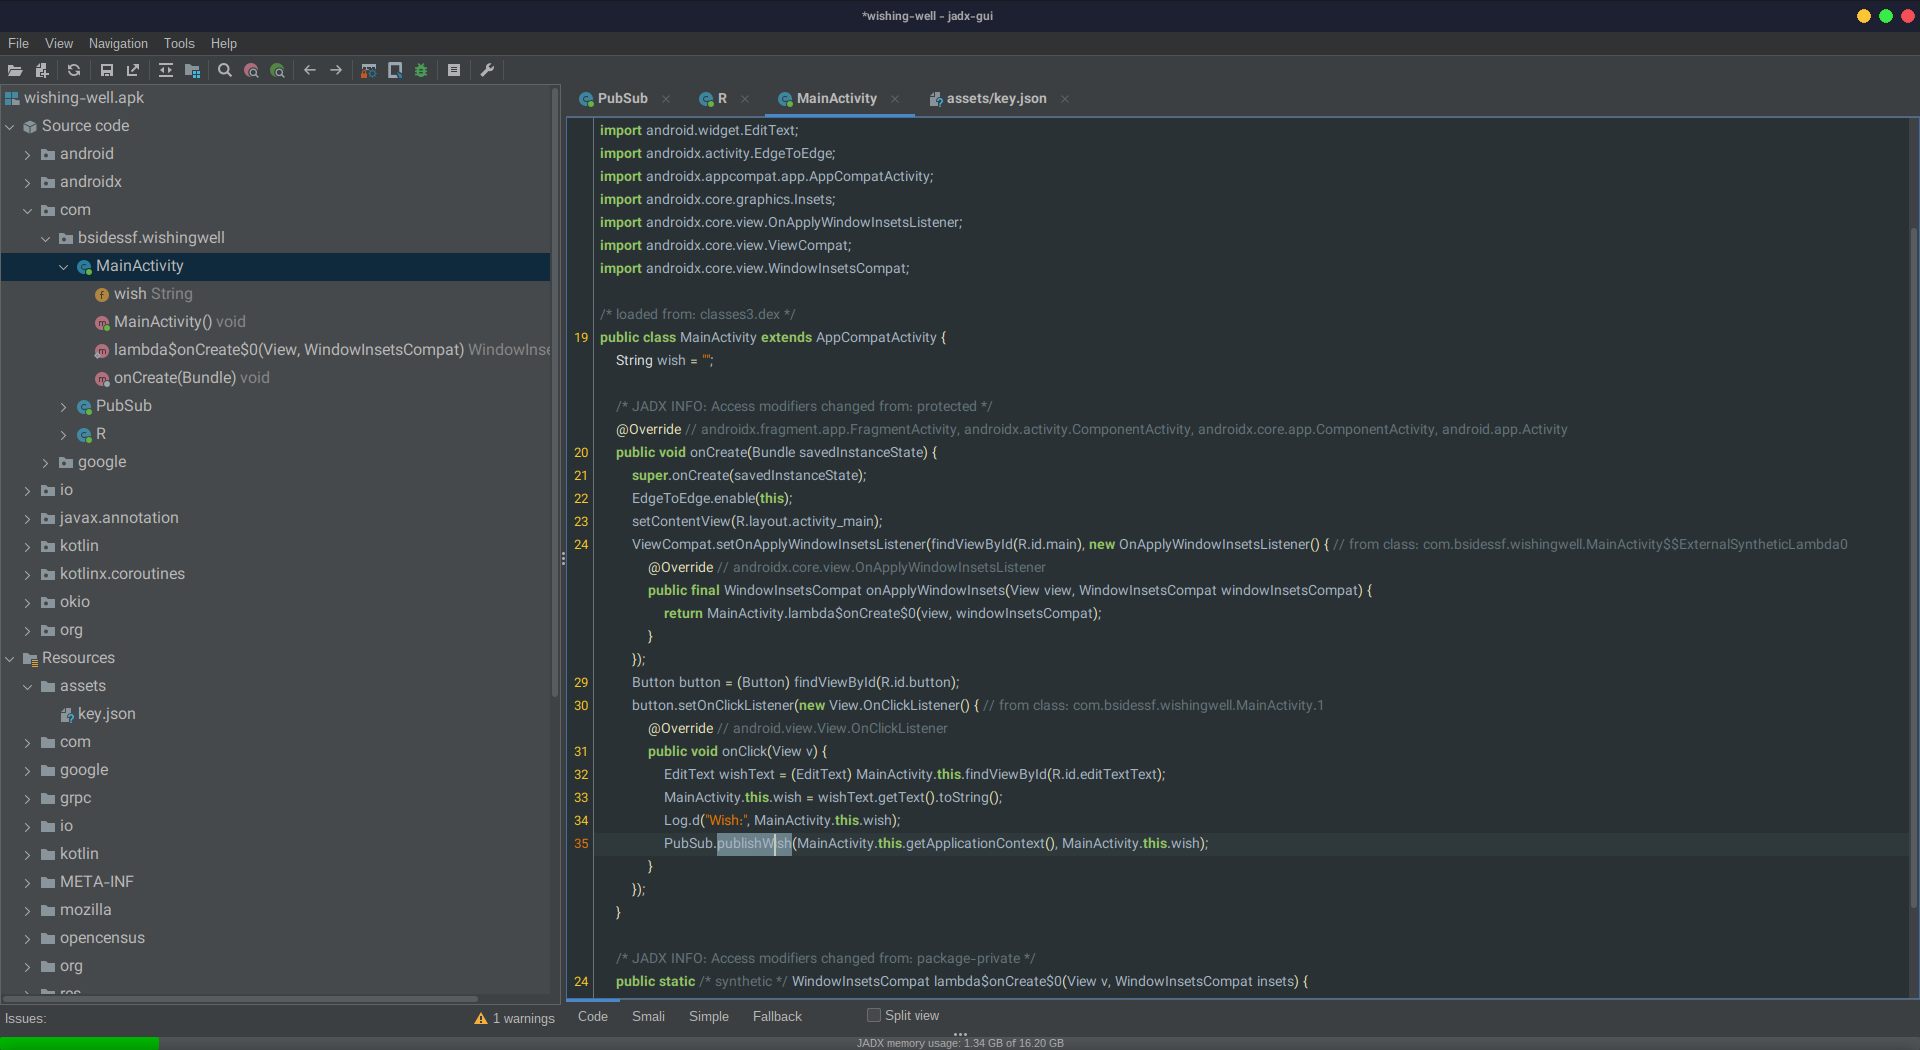 *wishing-well - jadx-gui
File View Navigation Tools Help
wishing-well.apk
Source code
android
androidx
com
bsidessf.wishingwell
MainActivity
wish String
MainActivity() void
lambda$onCreate$0(View, WindowInsetsCompat) WindowInse
onCreate(Bundle) void
PubSub
R
google
io
javax.annotation
kotlin
kotlinx.coroutines
okio
org
Resources
assets
key.json
com
google
grpc
io
kotlin
META-INF
mozilla
opencensus
org
res
Issues: 1 warnings
PubSub R MainActivity assets/key.json
import android.widget.EditText;
import androidx.activity.EdgeToEdge;
import androidx.appcompat.app.AppCompatActivity;
import androidx.core.graphics.Insets;
import androidx.core.view.OnApplyWindowInsetsListener;
import androidx.core.view.ViewCompat;
import androidx.core.view.WindowInsetsCompat;
/* loaded from: classes3.dex */
19 public class MainActivity extends AppCompatActivity {
String wish = "";
/* JADX INFO: Access modifiers changed from: protected */
@Override // androidx.fragment.app.FragmentActivity, androidx.activity.ComponentActivity, androidx.core.app.ComponentActivity, android.app.Activity
20 public void onCreate(Bundle savedInstanceState) {
21 super.onCreate(savedInstanceState);
22 EdgeToEdge.enable(this);
23 setContentView(R.layout.activity_main);
24 ViewCompat.setOnApplyWindowInsetsListener(findViewById(R.id.main), new OnApplyWindowInsetsListener() { // from class: com.bsidessf.wishingwell.MainActivity$$ExternalSyntheticLambda0
@Override // androidx.core.view.OnApplyWindowInsetsListener
public final WindowInsetsCompat onApplyWindowInsets(View view, WindowInsetsCompat windowInsetsCompat) {
return MainActivity.lambda$onCreate$0(view, windowInsetsCompat);
}
});
29 Button button = (Button) findViewById(R.id.button);
30 button.setOnClickListener(new View.OnClickListener() { // from class: com.bsidessf.wishingwell.MainActivity.1
@Override // android.view.View.OnClickListener
31 public void onClick(View v) {
32 EditText wishText = (EditText) MainActivity.this.findViewById(R.id.editTextText);
33 MainActivity.this.wish = wishText.getText().toString();
34 Log.d("Wish:", MainActivity.this.wish);
35 PubSub.publishWish(MainActivity.this.getApplicationContext(), MainActivity.this.wish);
}
});
}
/* JADX INFO: Access modifiers changed from: package-private */
24 public static /* synthetic */ WindowInsetsCompat lambda$onCreate$0(View v, WindowInsetsCompat insets) {
Code Smali Simple Fallback Split view
JADX memory usage: 1.34 GB of 16.20 GB